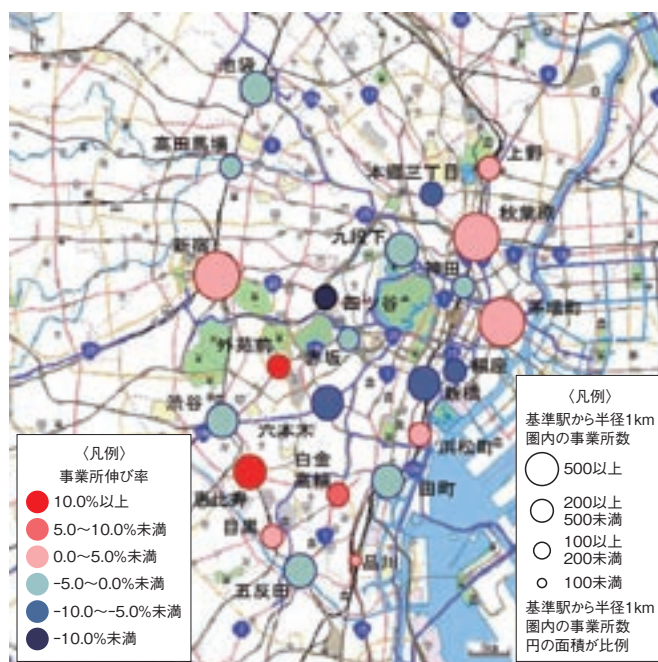 池袋
高田馬場
本郷三丁目
上野
秋葉原
九段下
新宿
神田
四ツ谷
茅場町
外苑前
赤坂
銀座
新橋
渋谷
六本木
浜松町
白金
高輪
恵比寿
田町
目黒
品川
五反田
〈凡例〉
事業所伸び率
10.0%以上
5.0～10.0%未満
0.0～5.0%未満
-5.0～0.0%未満
-10.0～-5.0%未満
-10.0%未満
〈凡例〉
基準駅から半径1km
圏内の事業所数
500以上
200以上
500未満
100以上
200未満
100未満
基準駅から半径1km
圏内の事業所数
円の面積が比例